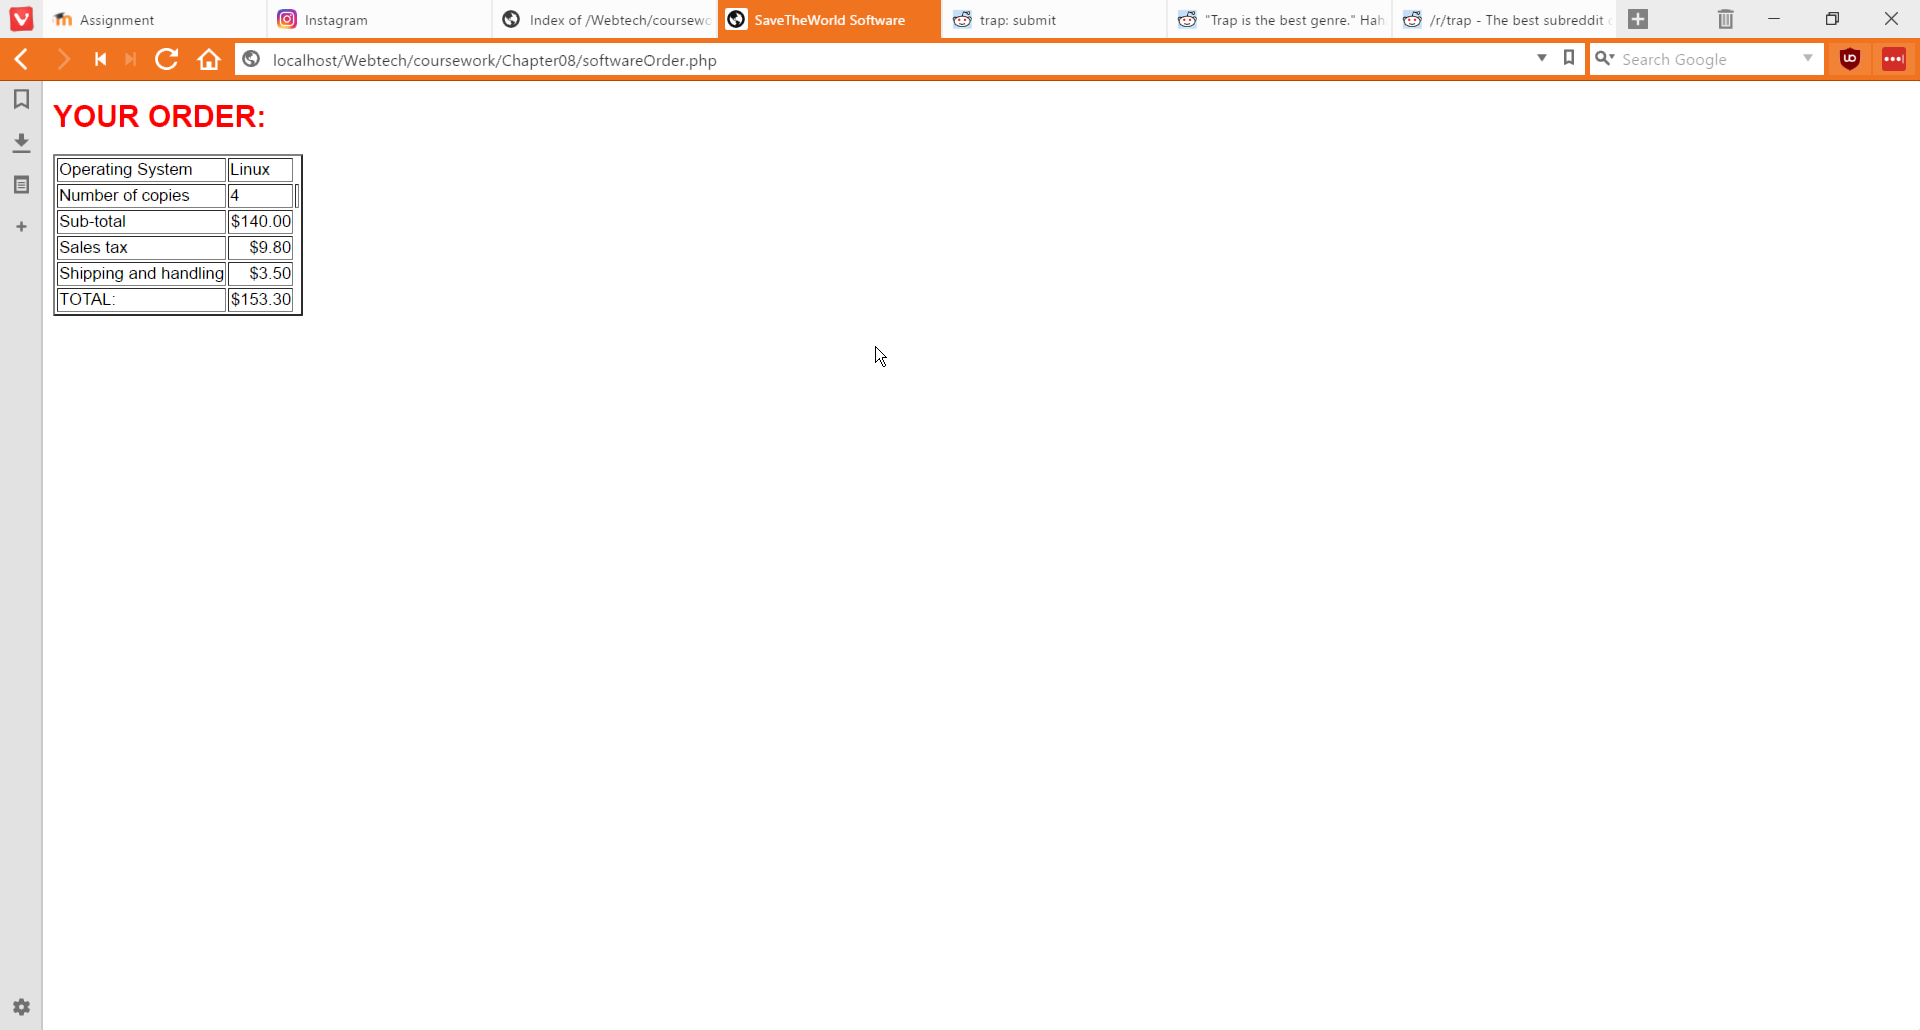 Assignment
Instagram
Index of /Webtech/coursewo
SaveTheWorld Software
trap: submit
"Trap is the best genre." Hah
/r/trap - The best subreddit
localhost/Webtech/coursework/Chapter08/softwareOrder.php
Search Google
YOUR ORDER:
Operating System Linux
Number of copies 4
Sub-total $140.00
Sales tax $9.80
Shipping and handling $3.50
TOTAL: $153.30